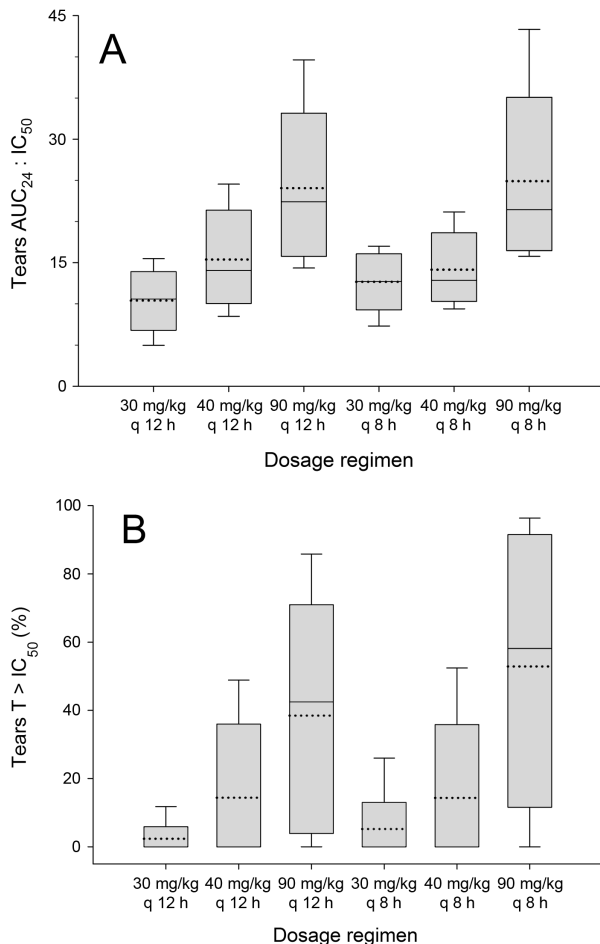 A
45
30
15
0
Tears AUC24 : IC50
30 mg/kg 40 mg/kg 90 mg/kg 30 mg/kg 40 mg/kg 90 mg/kg
q 12 h q 12 h q 12 h q 8 h q 8 h q 8 h
Dosage regimen
B
100
80
60
40
20
0
Tears T > IC50 (%)
30 mg/kg 40 mg/kg 90 mg/kg 30 mg/kg 40 mg/kg 90 mg/kg
q 12 h q 12 h q 12 h q 8 h q 8 h q 8 h
Dosage regimen